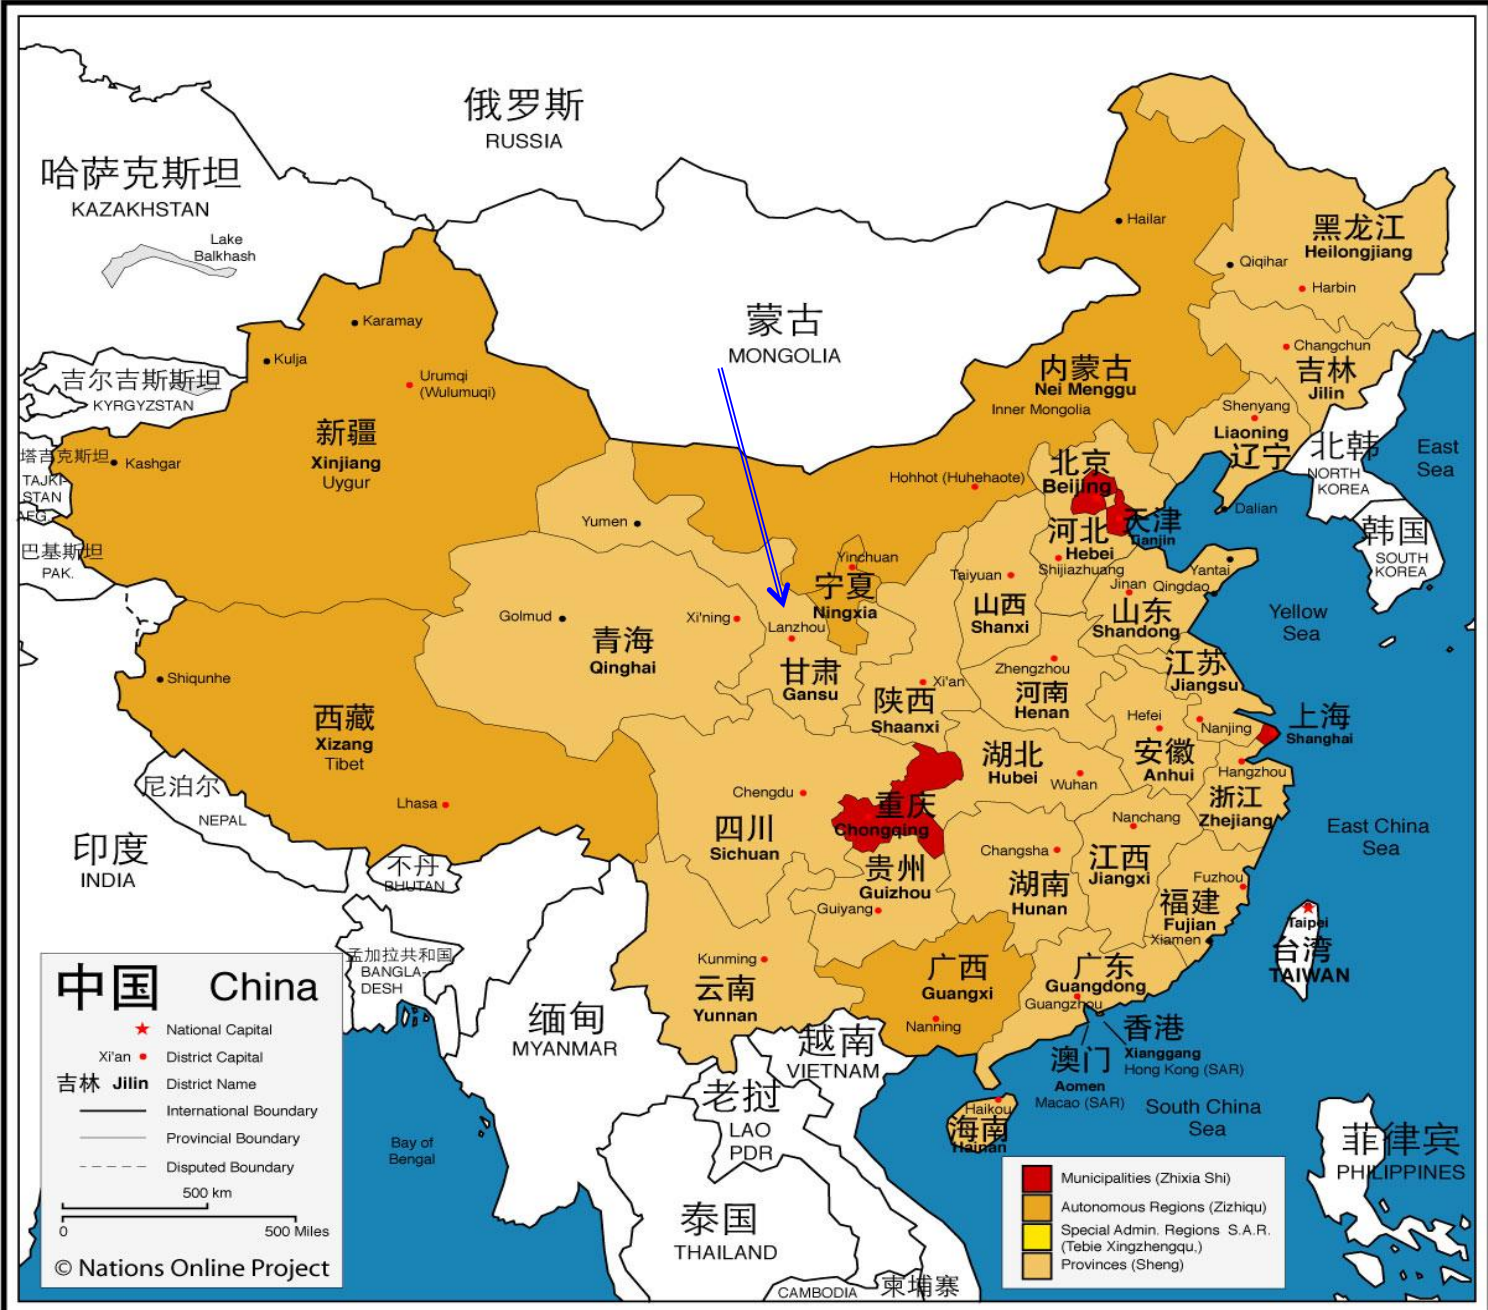 俄罗斯
RUSSIA
哈萨克斯坦
KAZAKHSTAN
Lake
Balkhash
蒙古
MONGOLIA
Hailar
黑龙江
Heilongjiang
Qiqihar
Harbin
Changchun
吉林
Jilin
Karamay
Kulja
Urumqi
(Wulumuqi)
吉尔吉斯斯坦
KYRGYZSTAN
内蒙古
Nei Menggu
Inner Mongolia
Shenyang
Liaoning
辽宁
新疆
Xinjiang
Uygur
塔吉克斯坦
Kashgar
TAJKI-
STAN
AFG.
巴基斯坦
PAK.
北韩
NORTH
KOREA
East
Sea
韩国
SOUTH
KOREA
Hohhot (Huhehaote)
北京
Beijing
天津
Tianjin
Dalian
河北
Hebei
Shijiazhuang
Yumen
Yinchuan
宁夏
Ningxia
Taiyuan
山西
Shanxi
Jinan
Qingdao
Yantai
山东
Shandong
Yellow
Sea
Golmud
青海
Qinghai
Xi'ning
Lanzhou
甘肃
Gansu
Zhengzhou
河南
Henan
江苏
Jiangsu
Shiqunhe
西藏
Xizang
Tibet
Lhasa
Xi'an
陕西
Shaanxi
Hefei
Nanjing
安徽
Anhui
上海
Shanghai
湖北
Hubei
Wuhan
Hangzhou
浙江
Zhejiang
尼泊尔
NEPAL
Chengdu
四川
Sichuan
重庆
Chongqing
Nanchang
East China
Sea
印度
INDIA
不丹
BHUTAN
贵州
Guizhou
Guiyang
Changsha
湖南
Hunan
江西
Jiangxi
Fuzhou
福建
Fujian
Xiamen
Taipei
台湾
TAIWAN
孟加拉共和国
BANGLA-
DESH
Kunming
云南
Yunnan
广西
Guangxi
Nanning
广东
Guangdong
Guangzhou
缅甸
MYANMAR
越南
VIETNAM
香港
Xianggang
Hong Kong (SAR)
澳门
Aomen
Macao (SAR)
老挝
LAO
PDR
Haikou
海南
Hainan
South China
Sea
Bay of
Bengal
泰国
THAILAND
CAMBODIA
柬埔寨
菲律宾
PHILIPPINES
中国 China
National Capital
Xi'an District Capital
吉林 Jilin District Name
International Boundary
Provincial Boundary
Disputed Boundary
500 km
0 500 Miles
© Nations Online Project
Municipalities (Zhixia Shi)
Autonomous Regions (Zizhiqu)
Special Admin. Regions S.A.R.
(Tebie Xingzhengqu,)
Provinces (Sheng)